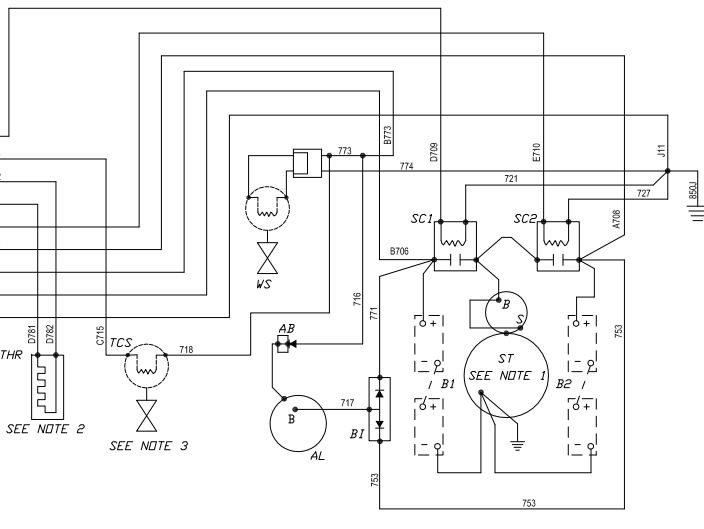 773
B773
D709
E710
J11
774
721
727
850J
SC1
SC2
A708
B706
WS
716
771
B
S
753
AB
+
+
D781
D782
C715
THR
TCS
718
ST
SEE NOTE 1
-
-
B1
B2
717
+
+
B
BI
-
-
SEE NOTE 2
SEE NOTE 3
AL
753
753